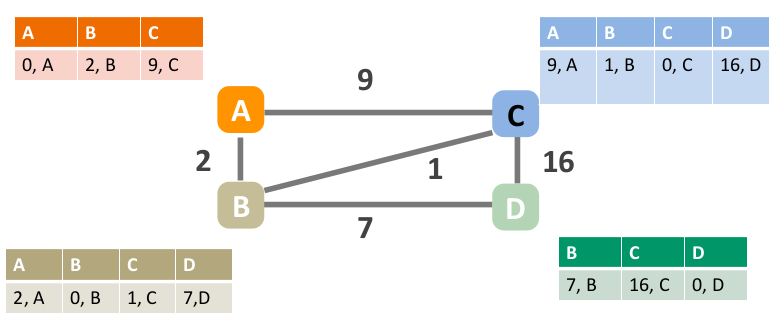 A B C
0, A 2, B 9, C
A B C D
9, A 1, B 0, C 16, D
9
A
C
2
1
16
B
D
7
A B C D
2, A 0, B 1, C 7,D
B C D
7, B 16, C 0, D